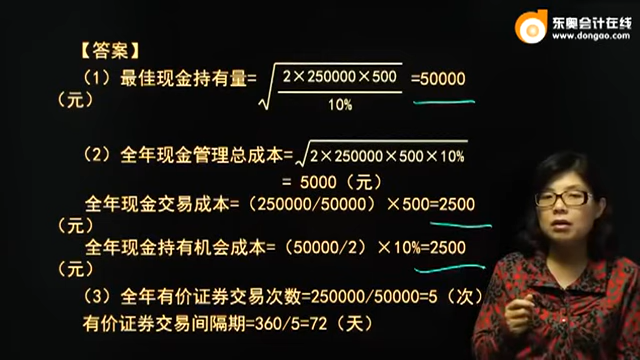 东奥会计在线
www.dongao.com
【答案】
(1)最佳现金持有量=√(2×250000×500/10%)=50000
(元)
(2)全年现金管理总成本=√(2×250000×500×10%)
= 5000(元)
全年现金交易成本=(250000/50000)×500=2500
(元)
全年现金持有机会成本=(50000/2)×10%=2500
(元)
(3)全年有价证券交易次数=250000/50000=5(次)
有价证券交易间隔期=360/5=72(天)